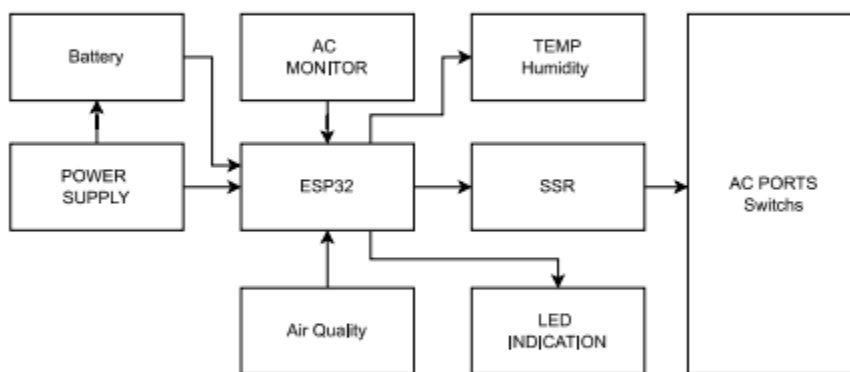 Battery
AC
MONITOR
TEMP
Humidity
POWER
SUPPLY
ESP32
SSR
AC PORTS
Switchs
Air Quality
LED
INDICATION